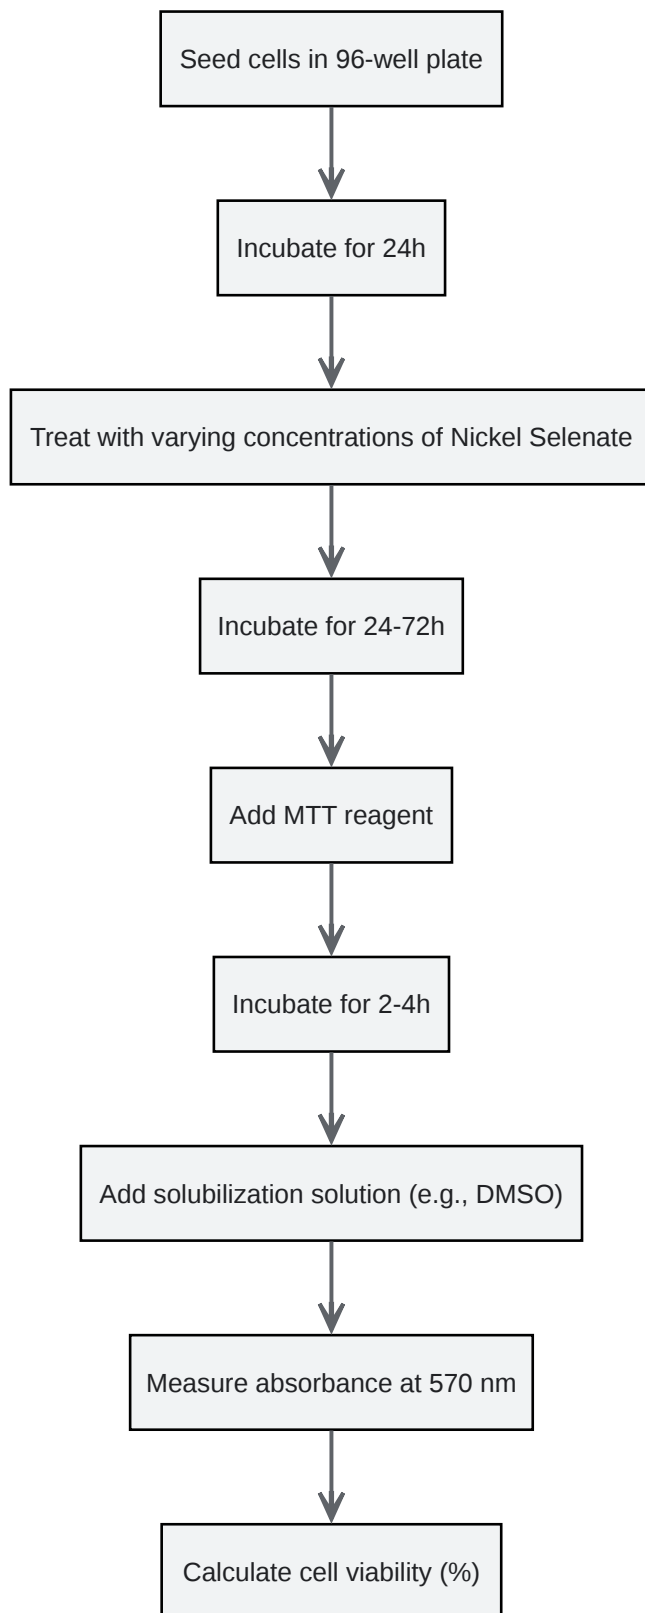 Seed cells in 96-well plate
Incubate for 24h
Treat with varying concentrations of Nickel Selenate
Incubate for 24-72h
Add MTT reagent
Incubate for 2-4h
Add solubilization solution (e.g., DMSO)
Measure absorbance at 570 nm
Calculate cell viability (%)